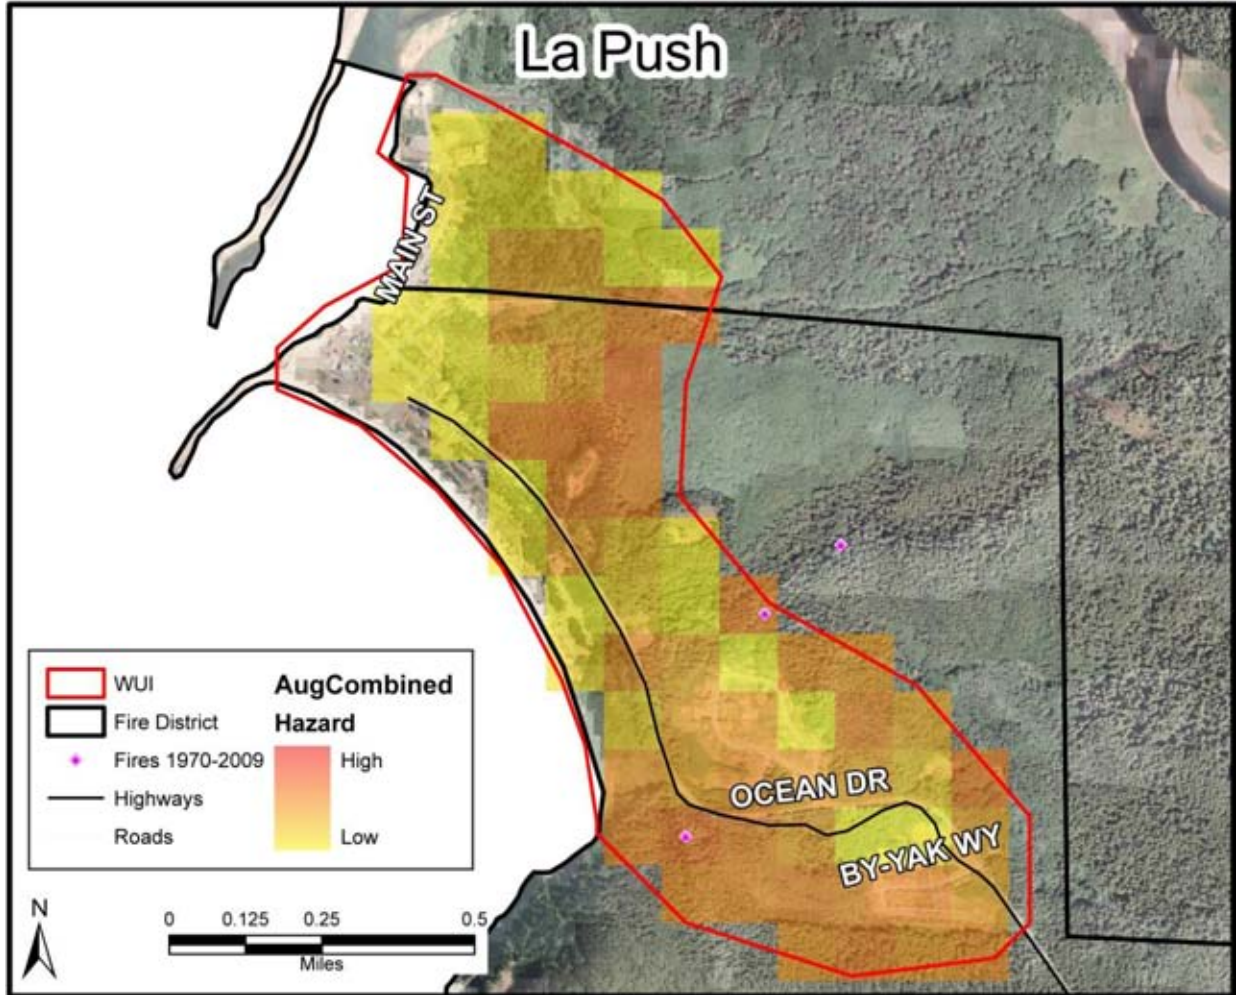 La Push
MAIN ST
OCEAN DR
BY-YAK WY
WUI
Fire District
Fires 1970-2009
Highways
Roads
AugCombined
Hazard
High
Low
N
0 0.125 0.25 0.5
Miles